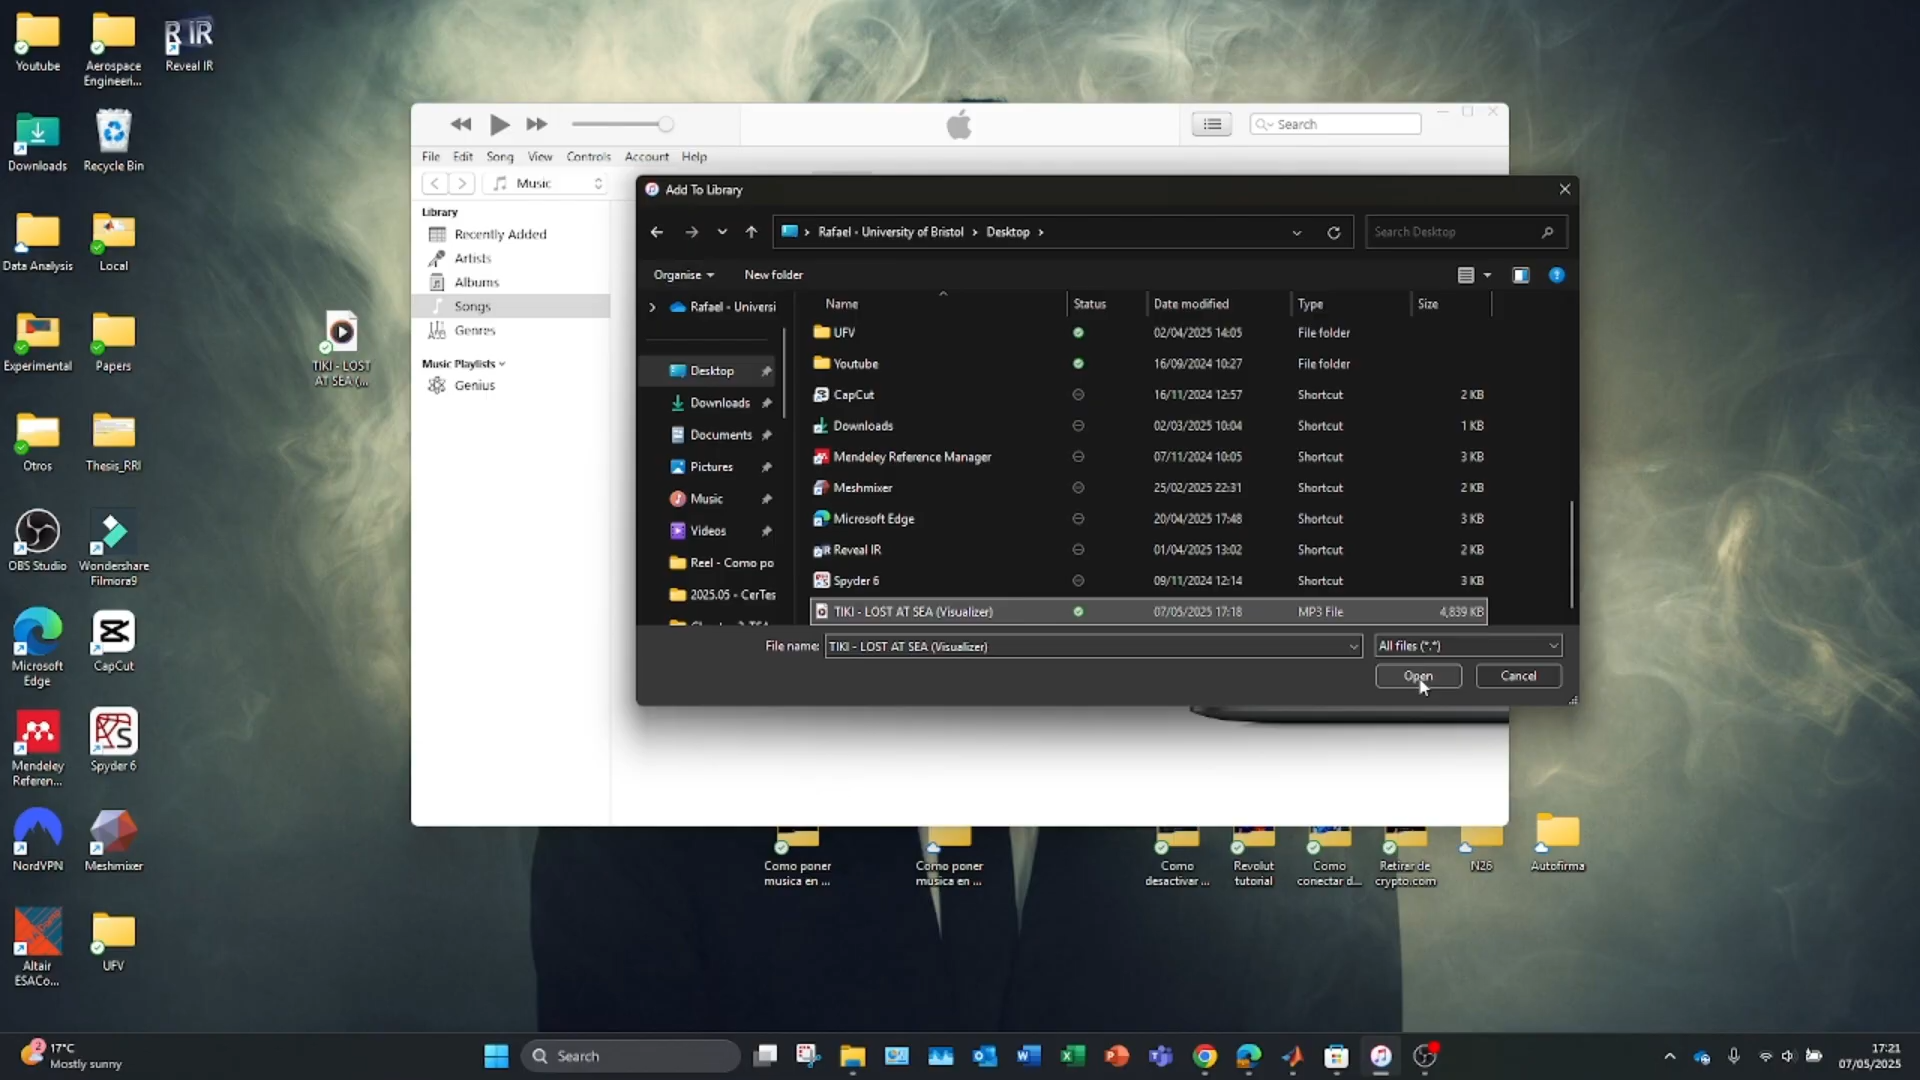 Youtube
Aerospace
Engineeri...
Reveal IR
Downloads
Recycle Bin
Data Analysis
Local
Experimental
Papers
Otros
Thesis_RRI
OBS Studio
Wondershare
Filmora9
Microsoft
Edge
CapCut
Mendeley
Referen...
Spyder 6
NordVPN
Meshmixer
Altair
ESACo...
UFV
TIKI - LOST
AT SEA (...
Search
File Edit Song View Controls Account Help
Music
Library
Recently Added
Artists
Albums
Songs
Genres
Music Playlists
Genius
Add To Library
Rafael - University of Bristol > Desktop >
Search Desktop
Organise
New folder
Rafael - Universi
Desktop
Downloads
Documents
Pictures
Music
Videos
Reel - Como po
2025.05 - CerTes
Name Status Date modified Type Size
UFV 02/04/2025 14:05 File folder
Youtube 16/09/2024 10:27 File folder
CapCut 16/11/2024 12:57 Shortcut 2 KB
Downloads 02/03/2025 10:04 Shortcut 1 KB
Mendeley Reference Manager 07/11/2024 10:05 Shortcut 3 KB
Meshmixer 25/02/2025 22:31 Shortcut 2 KB
Microsoft Edge 20/04/2025 17:48 Shortcut 3 KB
Reveal IR 01/04/2025 13:02 Shortcut 2 KB
Spyder 6 09/11/2024 12:14 Shortcut 3 KB
TIKI - LOST AT SEA (Visualizer) 07/05/2025 17:18 MP3 File 4,839 KB
File name: TIKI - LOST AT SEA (Visualizer) All files (*.*)
Open Cancel
Como poner
musica en ...
Como poner
musica en ...
Como
desactivar ...
Revolut
tutorial
Como
conectar d...
Retirar de
crypto.com
N26
Autofirma
2
17°C
Mostly sunny
Search
17:21
07/05/2025